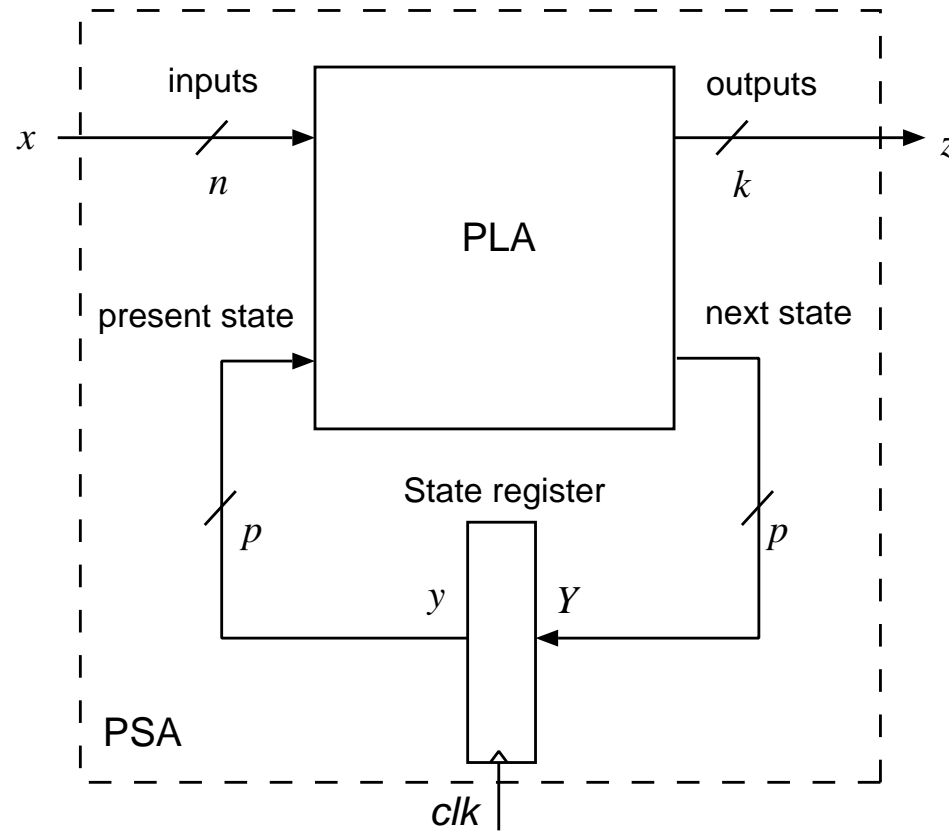 inputs
outputs
x
n
k
z
PLA
present state
next state
State register
p
p
y
Y
PSA
clk